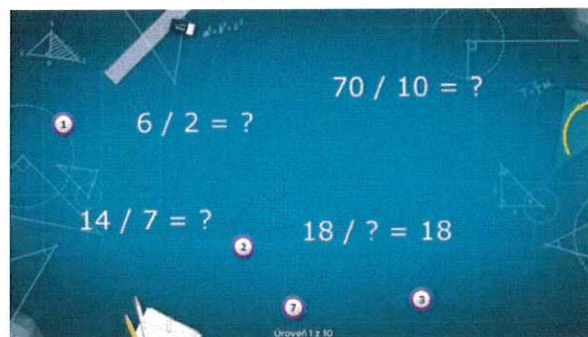 70 / 10 = ?
1
6 / 2 = ?
14 / 7 = ?
18 / ? = 18
2
7
3
Úroveň 1 z 10